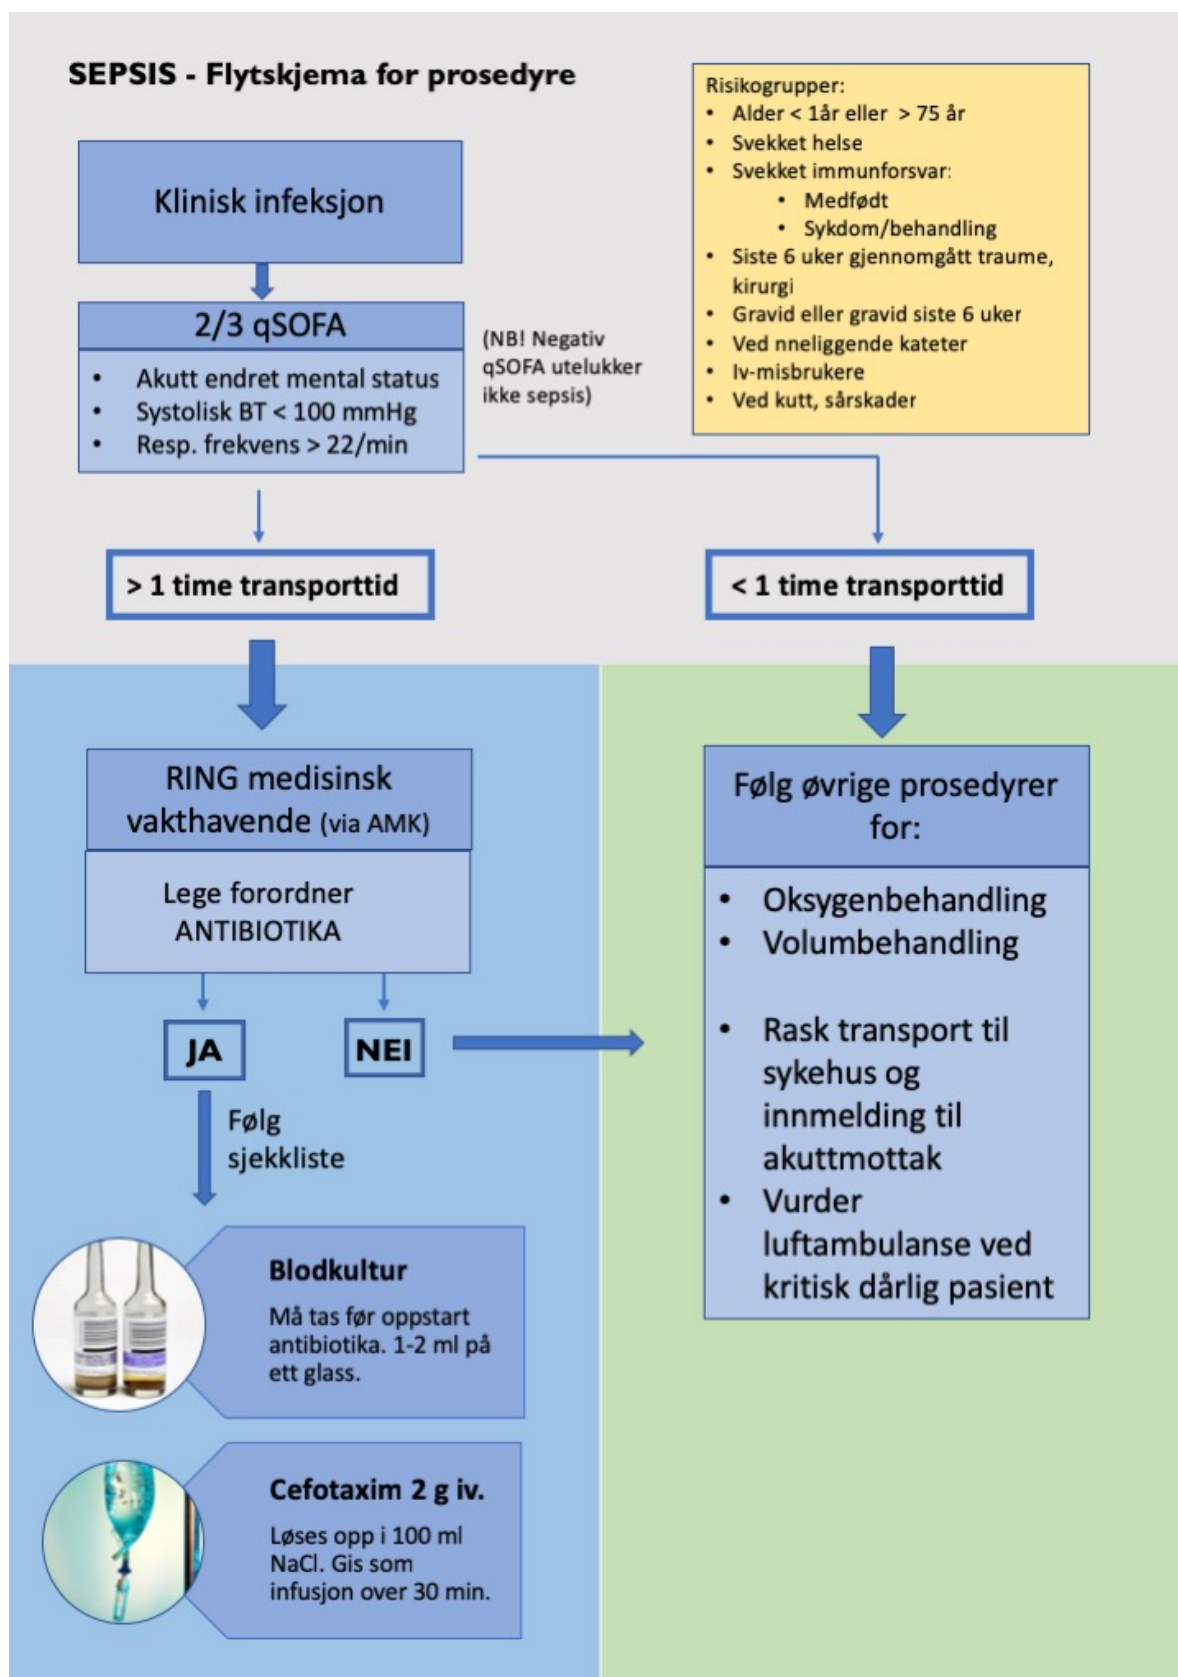 SEPSIS - Flytskjema for prosedyre
Risikogrupper:
• Alder < 1år eller > 75 år
• Svekket helse
• Svekket immunforsvar:
• Medfødt
• Sykdom/behandling
• Siste 6 uker gjennomgått traume,
kirurgi
• Gravid eller gravid siste 6 uker
• Ved nneliggende kateter
• Iv-misbrukere
• Ved kutt, sårskader
Klinisk infeksjon
2/3 qSOFA
• Akutt endret mental status
• Systolisk BT < 100 mmHg
• Resp. frekvens > 22/min
(NB! Negativ
qSOFA utelukker
ikke sepsis)
> 1 time transporttid
< 1 time transporttid
RING medisinsk
vakthavende (via AMK)
Lege forordner
ANTIBIOTIKA
JA
NEI
Følg
sjekkliste
Blodkultur
Må tas før oppstart
antibiotika. 1-2 ml på
ett glass.
Cefotaxim 2 g iv.
Løses opp i 100 ml
NaCl. Gis som
infusjon over 30 min.
Følg øvrige prosedyrer
for:
• Oksygenbehandling
• Volumbehandling
• Rask transport til
sykehus og
innmelding til
akuttmottak
• Vurder
luftambulanse ved
kritisk dårlig pasient